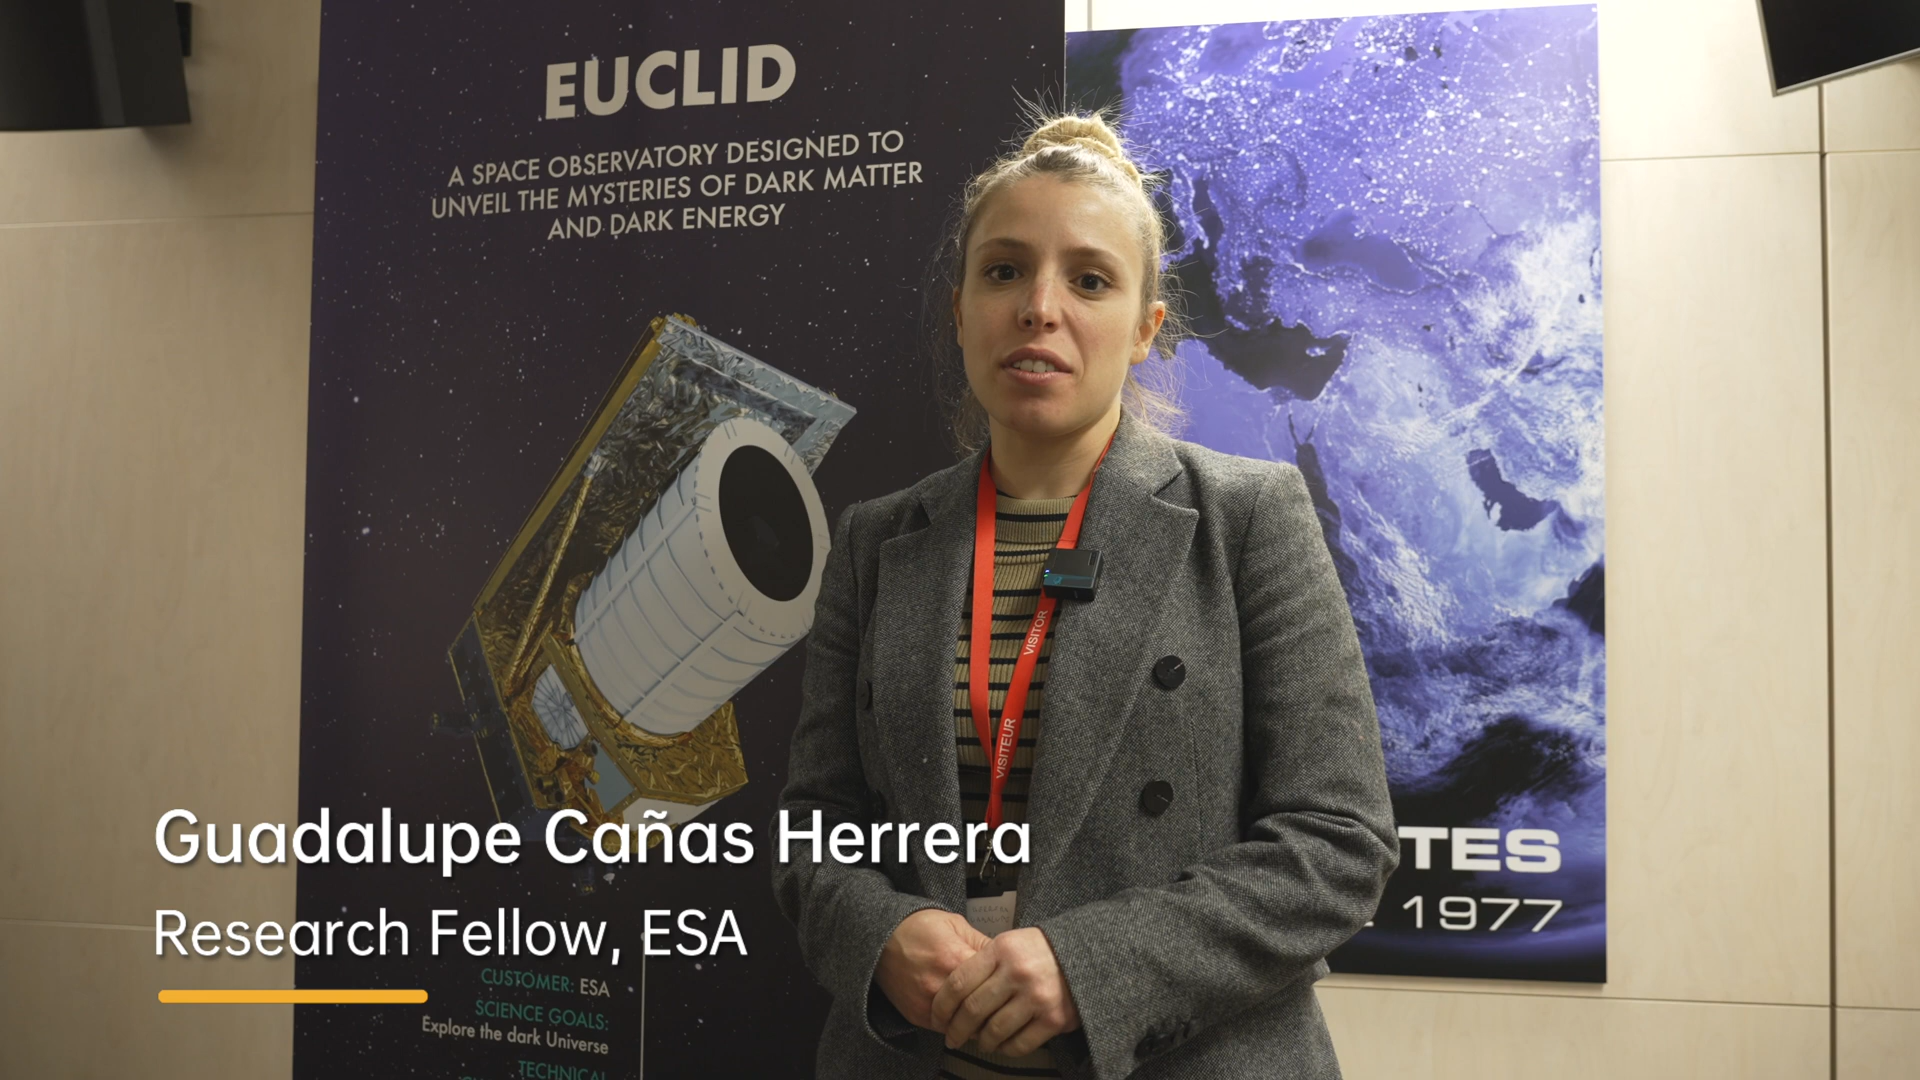 EUCLID
A SPACE OBSERVATORY DESIGNED TO
UNVEIL THE MYSTERIES OF DARK MATTER
AND DARK ENERGY
VISITOR
VISITEUR
TES
1977
Guadalupe Cañas Herrera
Research Fellow, ESA
CUSTOMER: ESA
SCIENCE GOALS:
Explore the dark Universe
TECHNICAL